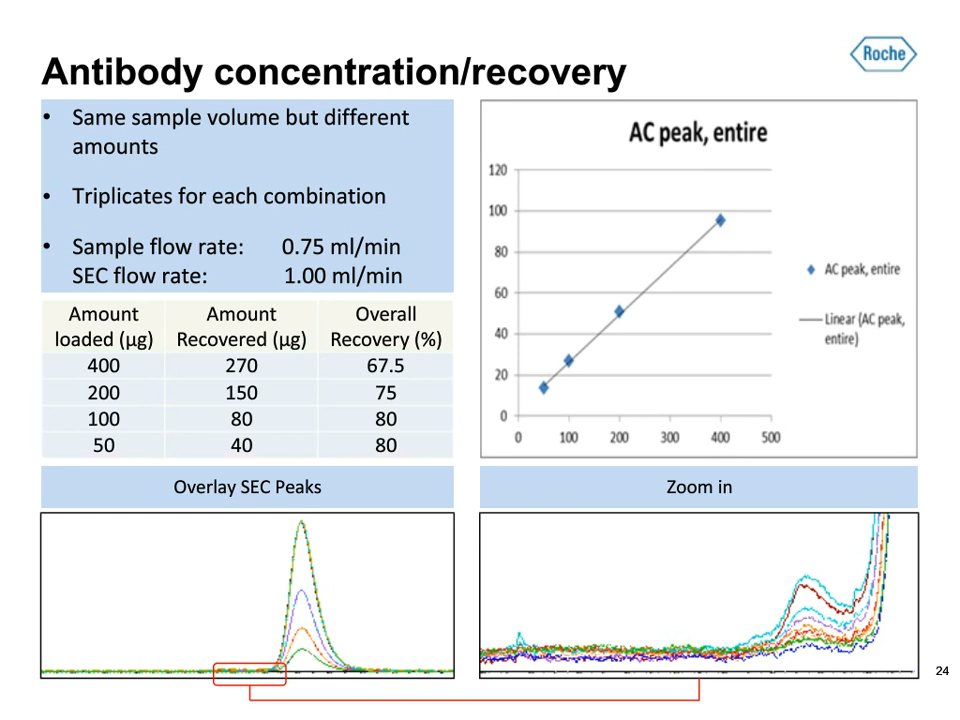 Roche
Antibody concentration/recovery
• Same sample volume but different
amounts
• Triplicates for each combination
• Sample flow rate: 0.75 ml/min
SEC flow rate: 1.00 ml/min
Amount loaded (µg) Amount Recovered (µg) Overall Recovery (%)
400 270 67.5
200 150 75
100 80 80
50 40 80
AC peak, entire
120
100
80
60
40
20
0
0 100 200 300 400 500
AC peak, entire
Linear (AC peak,
entire)
Overlay SEC Peaks
Zoom in
24